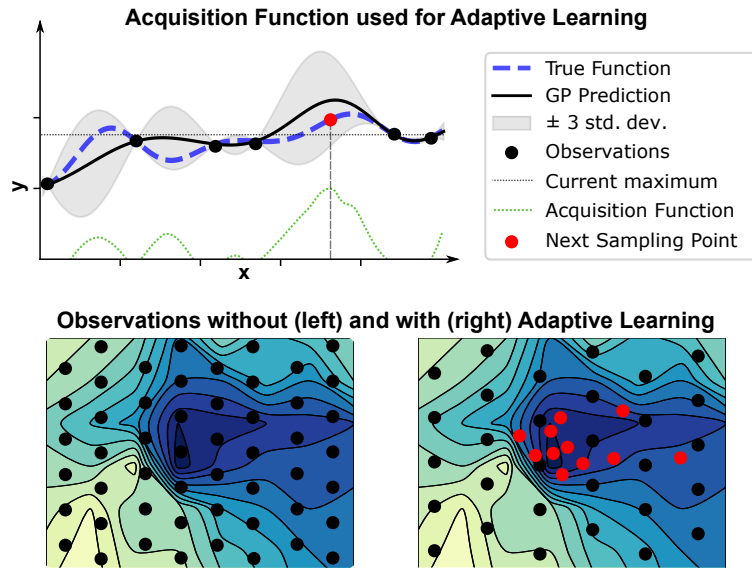 Acquisition Function used for Adaptive Learning
y
x
True Function
GP Prediction
± 3 std. dev.
Observations
Current maximum
Acquisition Function
Next Sampling Point
Observations without (left) and with (right) Adaptive Learning